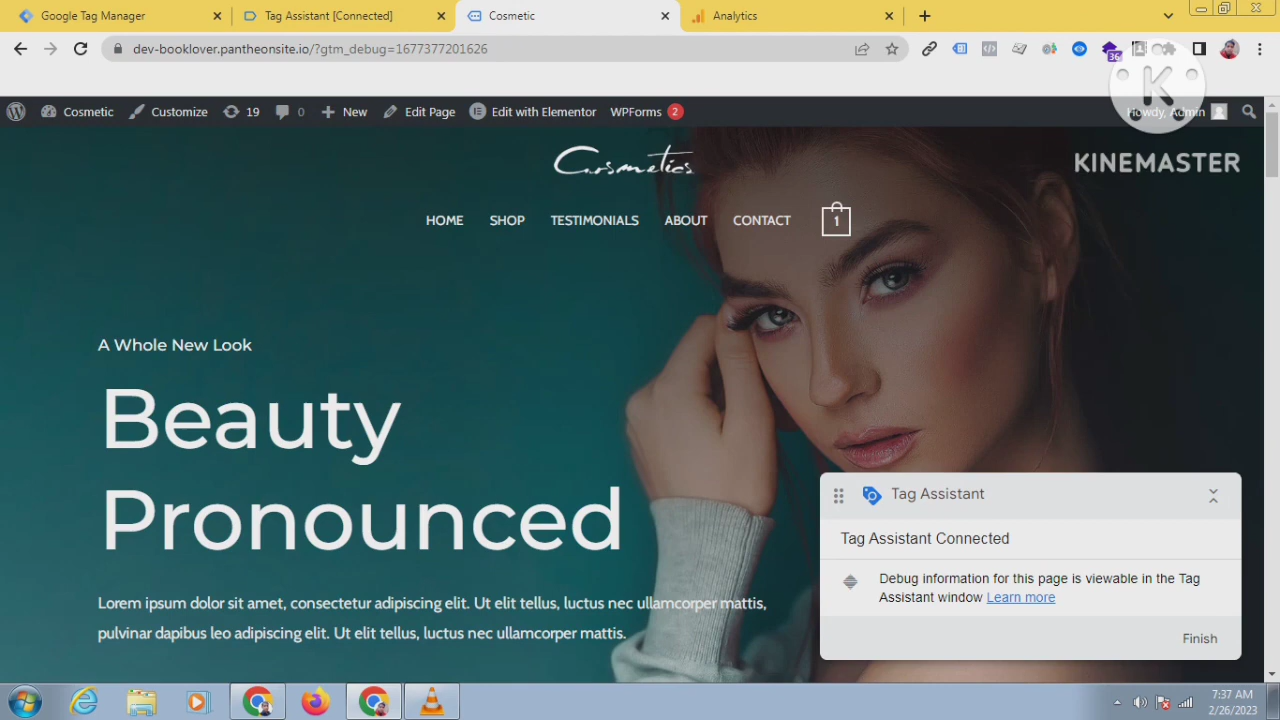 Google Tag Manager
Tag Assistant [Connected]
Cosmetic
Analytics
dev-booklover.pantheonsite.io/?gtm_debug=1677377201626
36
K
Cosmetic
Customize
19
0
New
Edit Page
Edit with Elementor
WPForms 2
Howdy, Admin
Cosmetics
KINEMASTER
HOME
SHOP
TESTIMONIALS
ABOUT
CONTACT
1
A Whole New Look
Beauty
Pronounced
Lorem ipsum dolor sit amet, consectetur adipiscing elit. Ut elit tellus, luctus nec ullamcorper mattis,
pulvinar dapibus leo adipiscing elit. Ut elit tellus, luctus nec ullamcorper mattis.
Tag Assistant
Tag Assistant Connected
Debug information for this page is viewable in the Tag
Assistant window Learn more
Finish
7:37 AM
2/26/2023